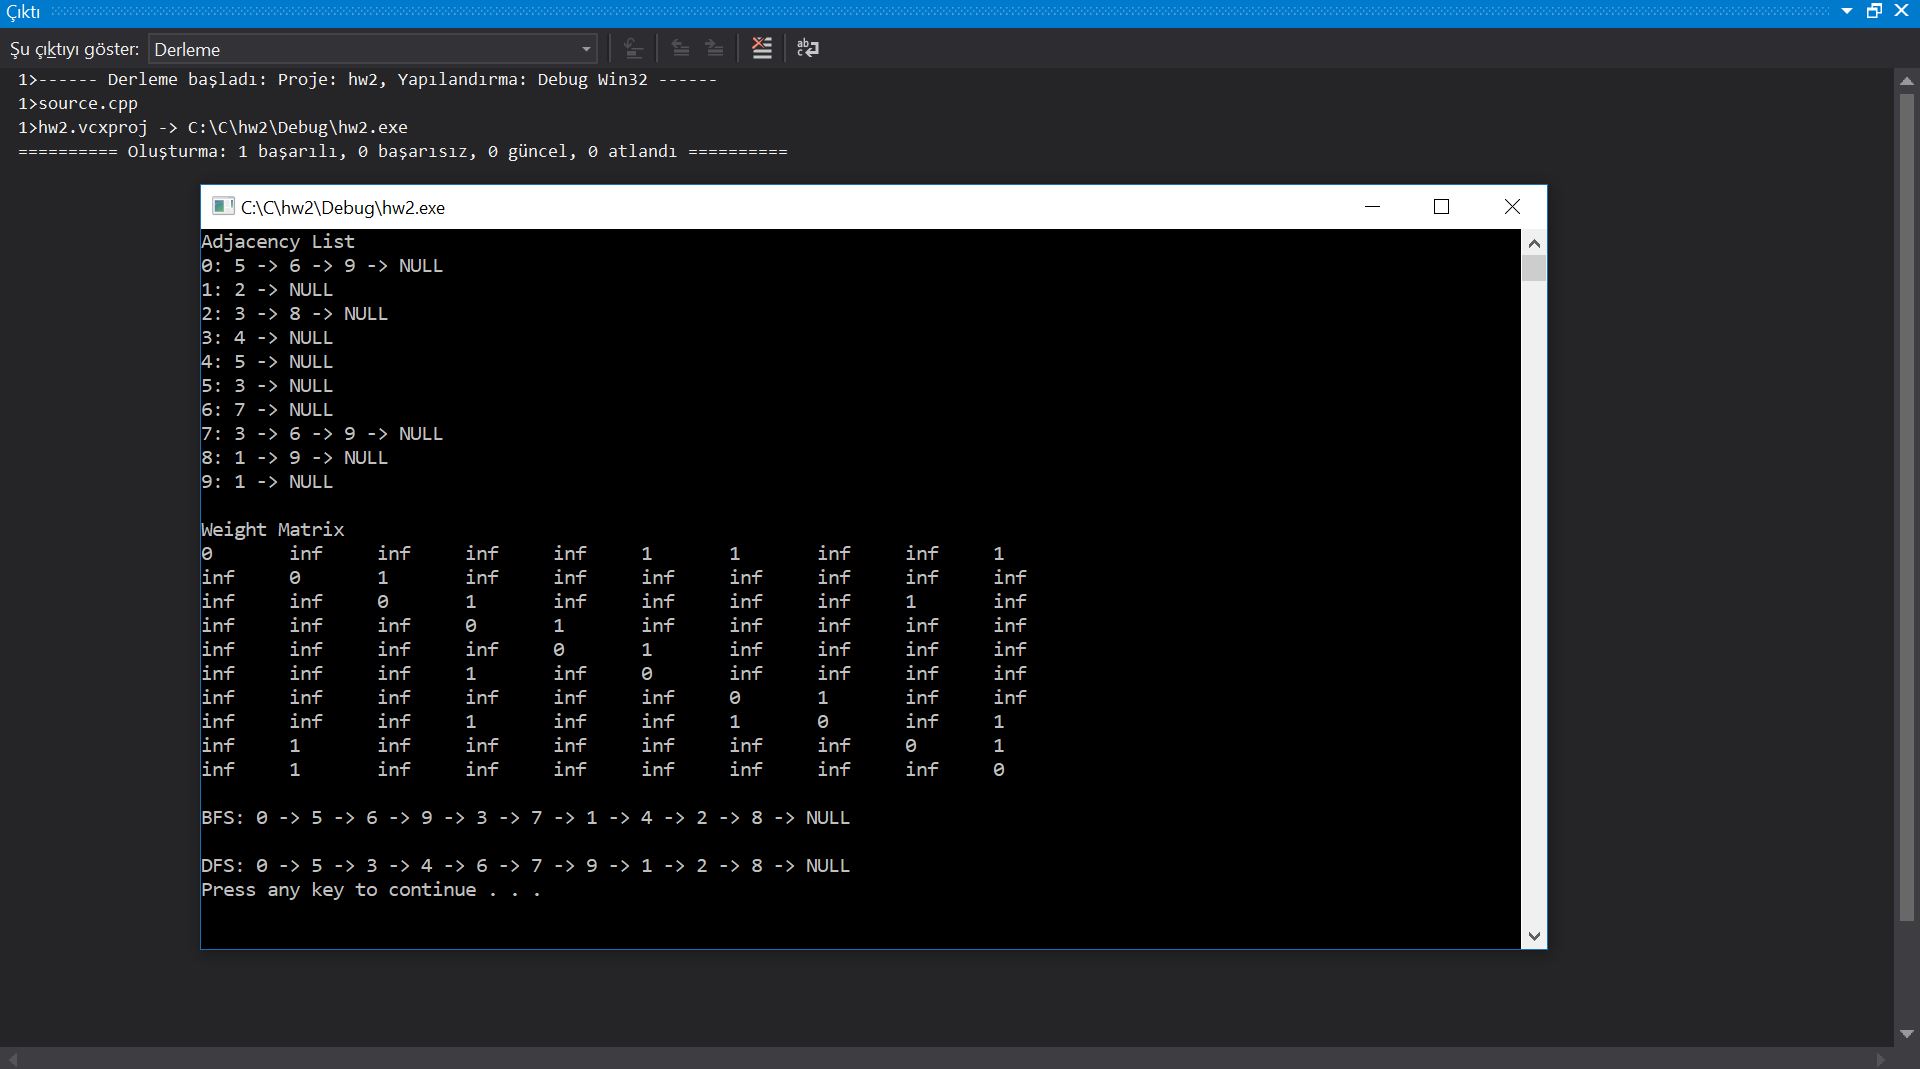 Çıktı
Şu çıktıyı göster: Derleme
1>------ Derleme başladı: Proje: hw2, Yapılandırma: Debug Win32 ------
1>source.cpp
1>hw2.vcxproj -> C:\C\hw2\Debug\hw2.exe
========== Oluşturma: 1 başarılı, 0 başarısız, 0 güncel, 0 atlandı ==========
C:\C\hw2\Debug\hw2.exe
Adjacency List
0: 5 -> 6 -> 9 -> NULL
1: 2 -> NULL
2: 3 -> 8 -> NULL
3: 4 -> NULL
4: 5 -> NULL
5: 3 -> NULL
6: 7 -> NULL
7: 3 -> 6 -> 9 -> NULL
8: 1 -> 9 -> NULL
9: 1 -> NULL
Weight Matrix
0 inf inf inf inf 1 1 inf inf 1
inf 0 1 inf inf inf inf inf inf inf
inf inf 0 1 inf inf inf inf 1 inf
inf inf inf 0 1 inf inf inf inf inf
inf inf inf inf 0 1 inf inf inf inf
inf inf inf 1 inf 0 inf inf inf inf
inf inf inf inf inf inf 0 1 inf inf
inf inf inf 1 inf inf 1 0 inf 1
inf 1 inf inf inf inf inf inf 0 1
inf 1 inf inf inf inf inf inf inf 0
BFS: 0 -> 5 -> 6 -> 9 -> 3 -> 7 -> 1 -> 4 -> 2 -> 8 -> NULL
DFS: 0 -> 5 -> 3 -> 4 -> 6 -> 7 -> 9 -> 1 -> 2 -> 8 -> NULL
Press any key to continue . . .